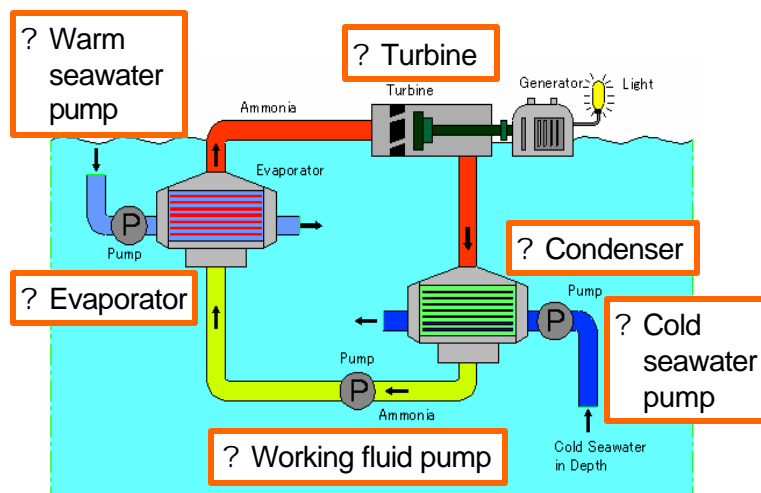 ? Warm
seawater
pump
? Turbine
Turbine
Generator
Light
Ammonia
Evaporator
P
Pump
? Evaporator
? Condenser
Pump
P
? Cold
seawater
pump
Pump
P
Ammonia
? Working fluid pump
Cold Seawater
in Depth